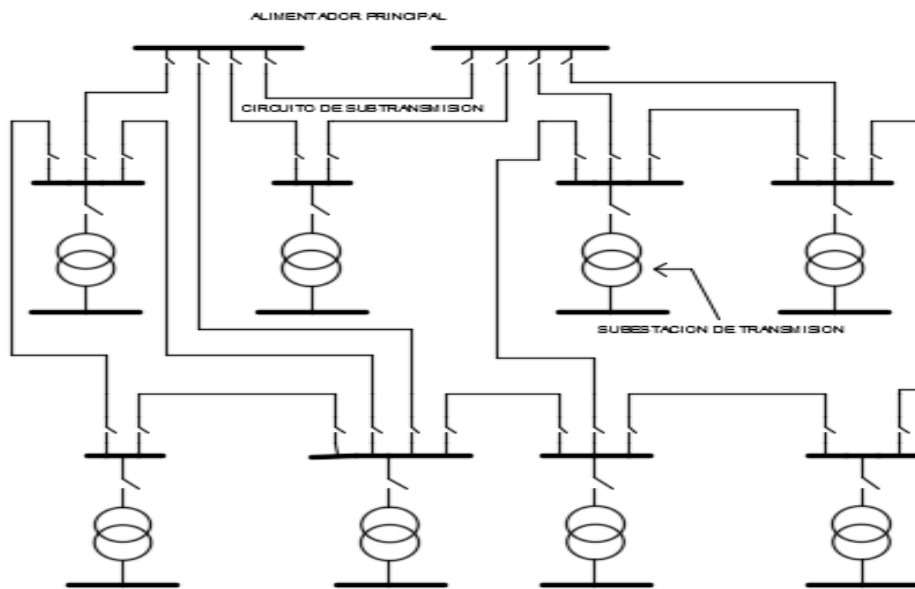 ALIMENTADOR PRINCIPAL
CIRCUITO DE SUBTRANSMISION
SUBESTACION DE TRANSMISION